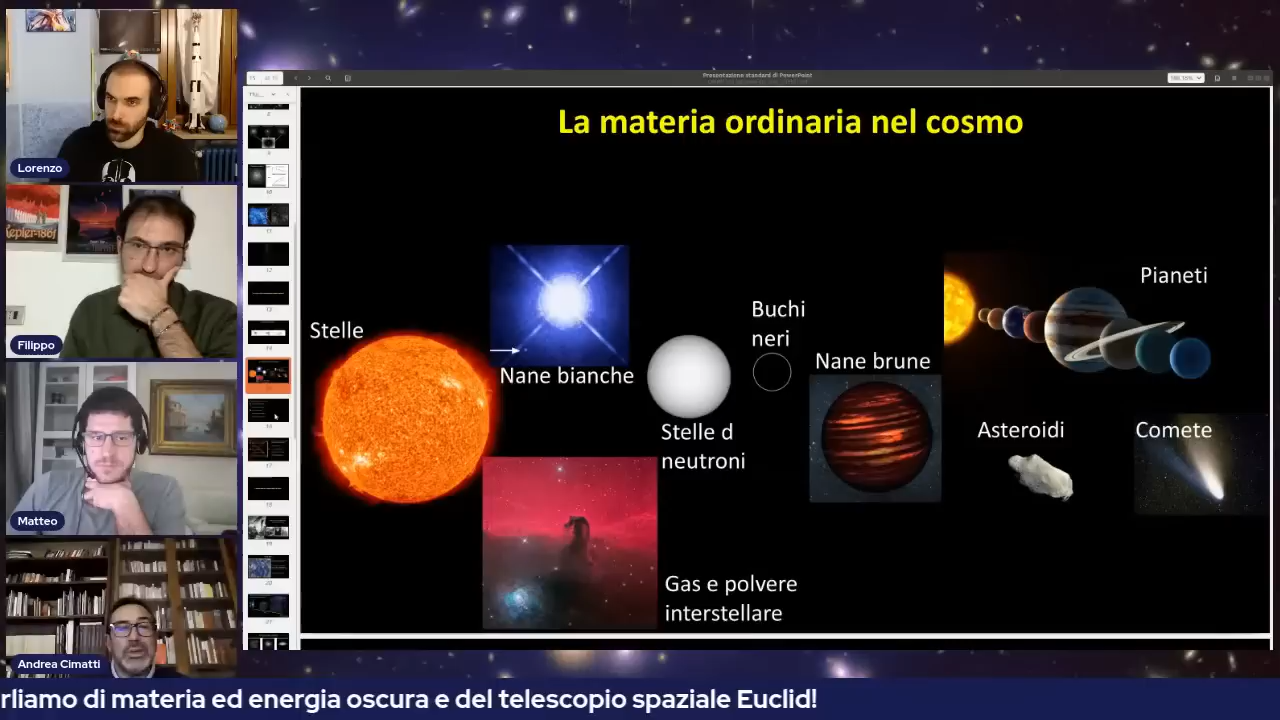 Presentazione standard di PowerPoint
La materia ordinaria nel cosmo
Stelle
Nane bianche
Stelle d
neutroni
Buchi
neri
Nane brune
Pianeti
Asteroidi
Comete
Gas e polvere
interstellare
Lorenzo
Filippo
Matteo
Andrea Cimatti
rliamo di materia ed energia oscura e del telescopio spaziale Euclid!